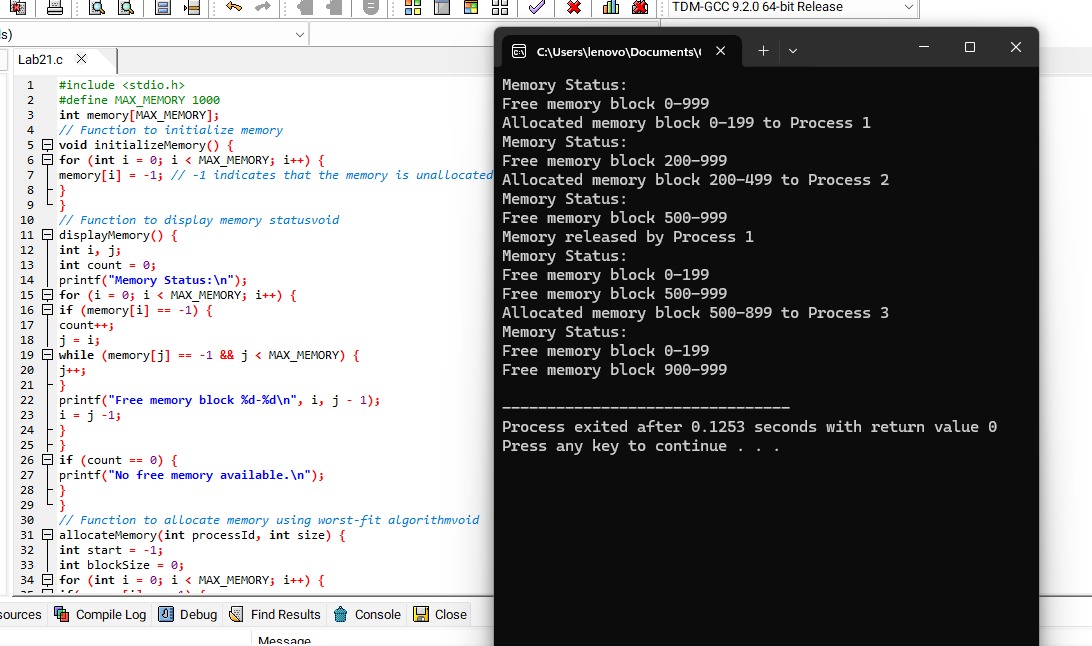 TDM-GCC 9.2.0 64-bit Release
s)
Lab21.c
1 #include <stdio.h>
2 #define MAX_MEMORY 1000
3 int memory[MAX_MEMORY];
4 // Function to initialize memory
5 void initializeMemory() {
6 for (int i = 0; i < MAX_MEMORY; i++) {
7 memory[i] = -1; // -1 indicates that the memory is unallocated
8 }
9 }
10 // Function to display memory statusvoid
11 displayMemory() {
12 int i, j;
13 int count = 0;
14 printf("Memory Status:\n");
15 for (i = 0; i < MAX_MEMORY; i++) {
16 if (memory[i] == -1) {
17 count++;
18 j = i;
19 while (memory[j] == -1 && j < MAX_MEMORY) {
20 j++;
21 }
22 printf("Free memory block %d-%d\n", i, j - 1);
23 i = j -1;
24 }
25 }
26 if (count == 0) {
27 printf("No free memory available.\n");
28 }
29 }
30 // Function to allocate memory using worst-fit algorithmvoid
31 allocateMemory(int processId, int size) {
32 int start = -1;
33 int blockSize = 0;
34 for (int i = 0; i < MAX_MEMORY; i++) {
sources Compile Log Debug Find Results Console Close
Message
C:\Users\lenovo\Documents\(
Memory Status:
Free memory block 0-999
Allocated memory block 0-199 to Process 1
Memory Status:
Free memory block 200-999
Allocated memory block 200-499 to Process 2
Memory Status:
Free memory block 500-999
Memory released by Process 1
Memory Status:
Free memory block 0-199
Free memory block 500-999
Allocated memory block 500-899 to Process 3
Memory Status:
Free memory block 0-199
Free memory block 900-999
--------------------------------
Process exited after 0.1253 seconds with return value 0
Press any key to continue . . .